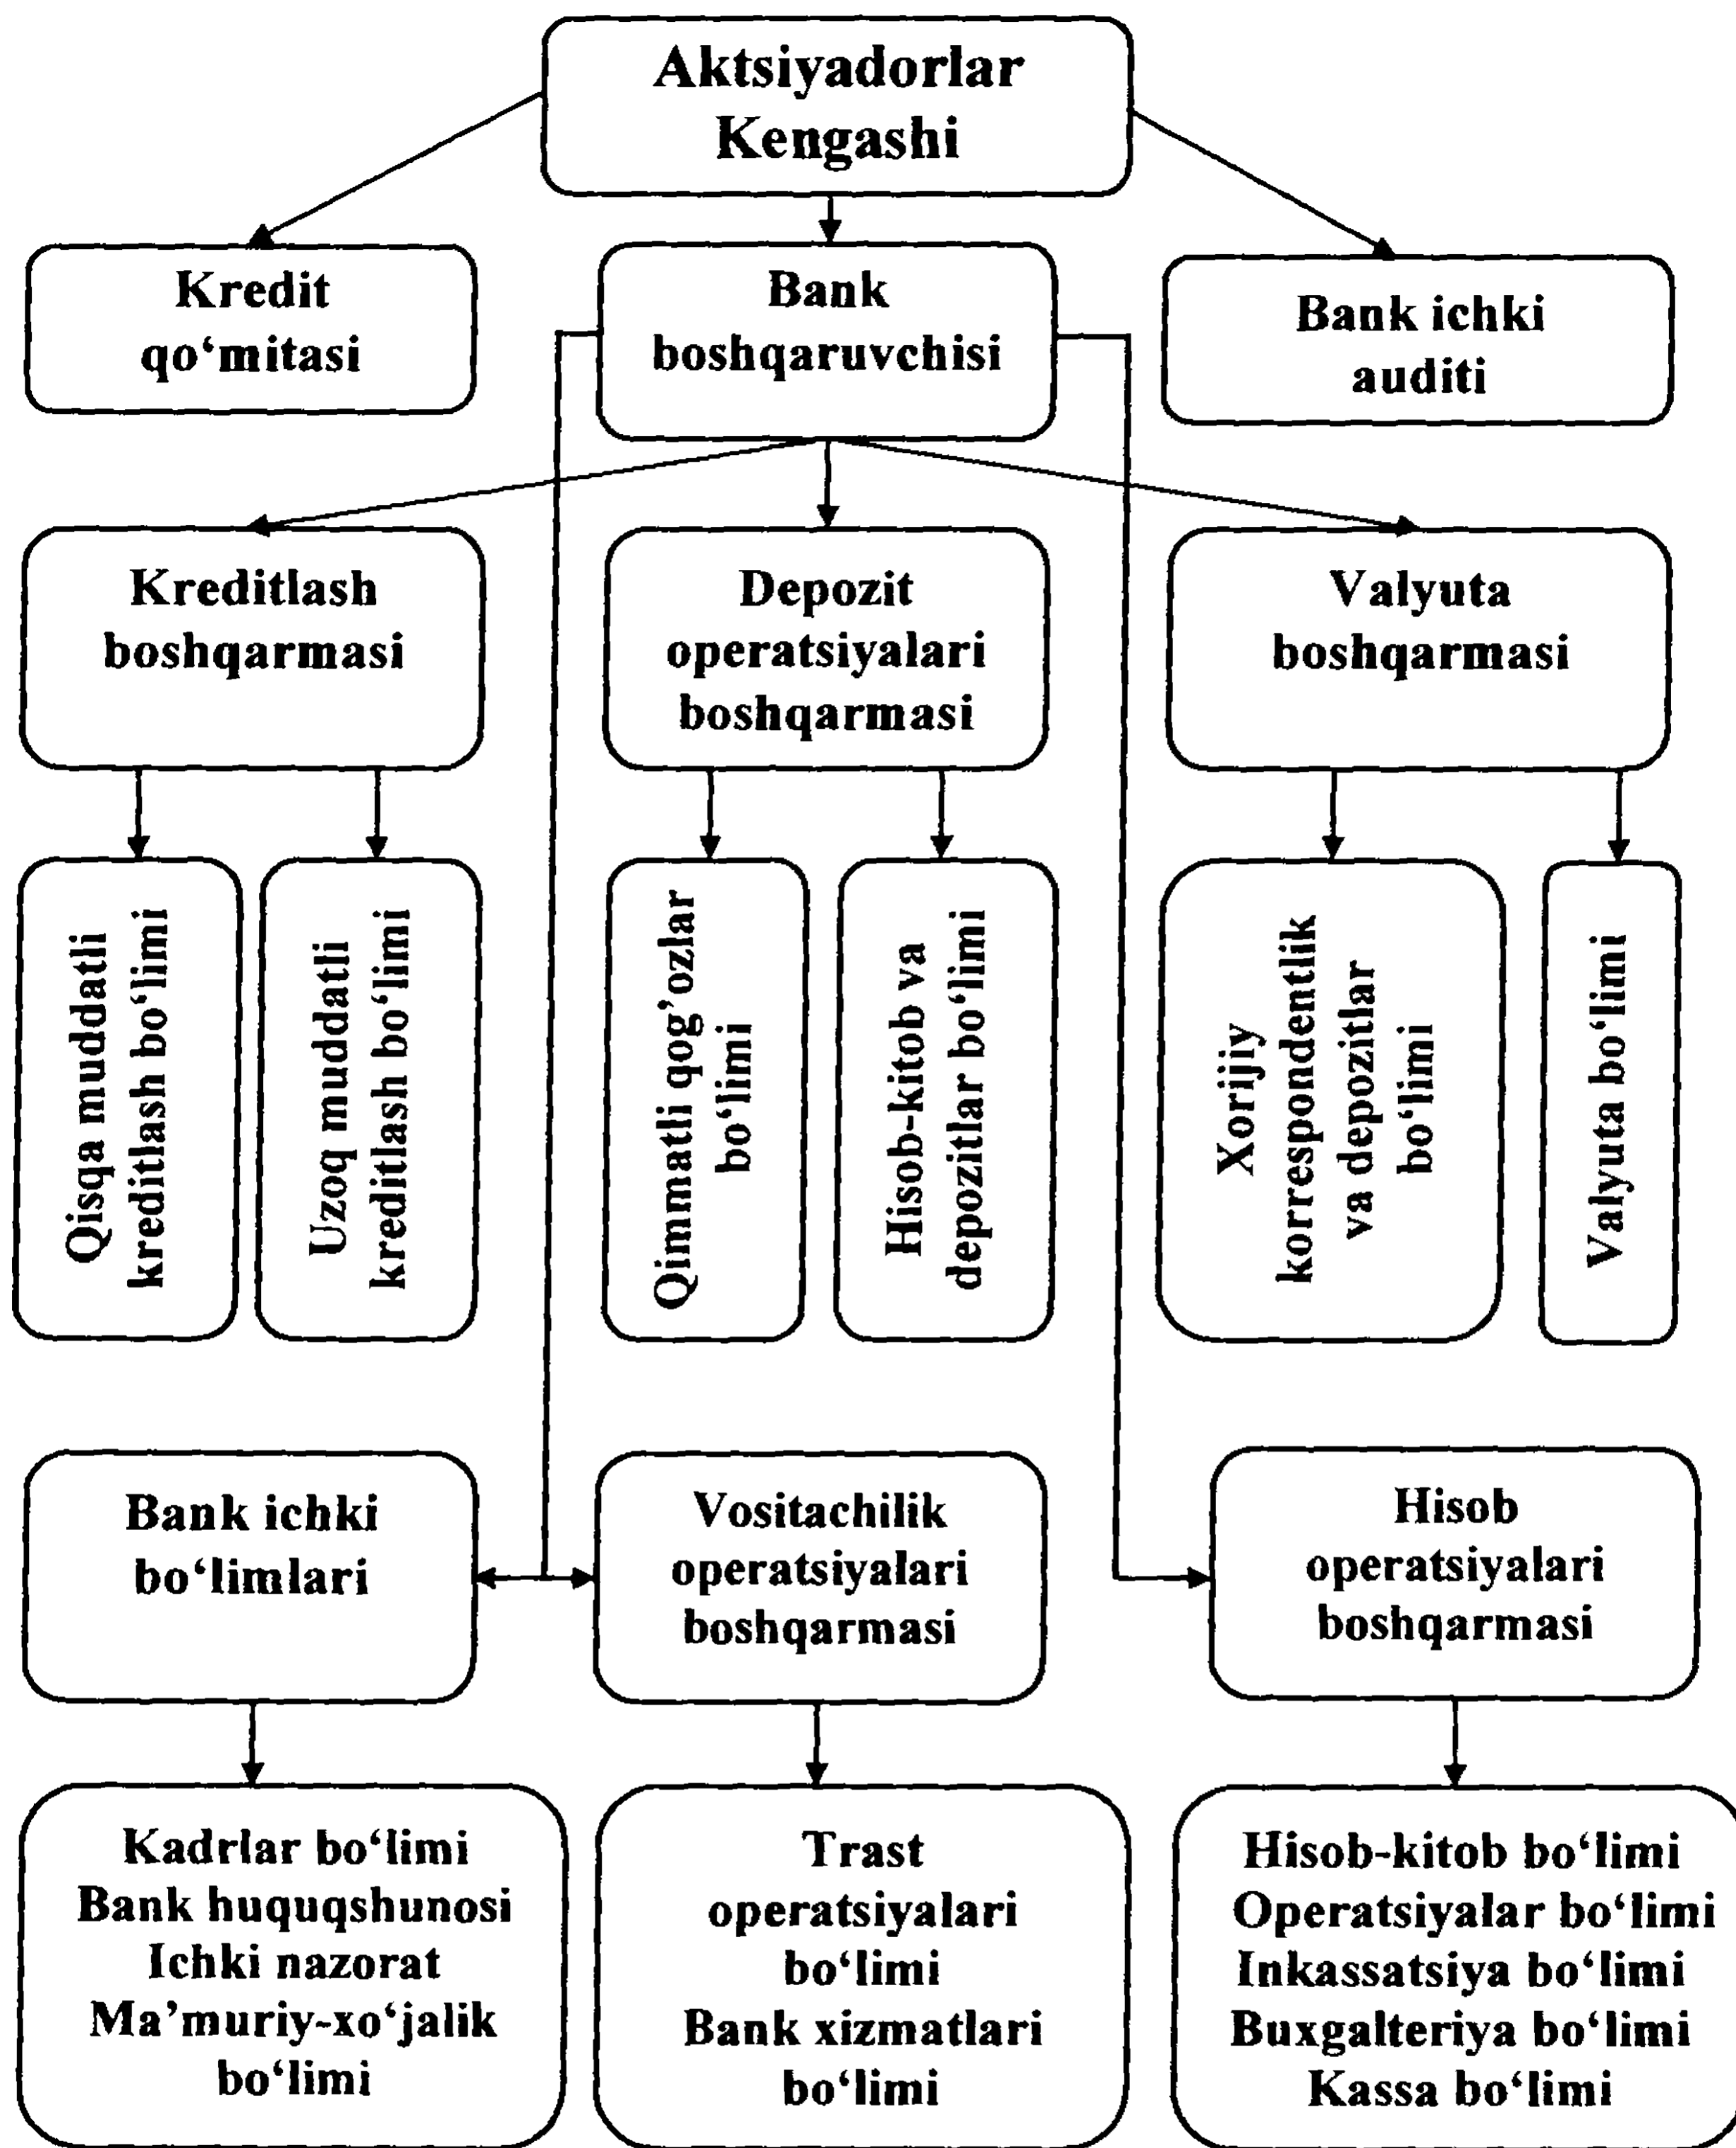 Aktsiyadorlar
Kengashi
Kredit
qo‘mitasi
Bank
boshqaruvchisi
Bank ichki
auditi
Kreditlash
boshqarmasi
Depozit
operatsiyalari
boshqarmasi
Valyuta
boshqarmasi
Qisqa muddatli
kreditlash bo‘limi
Uzoq muddatli
kreditlash bo‘limi
Qimmatli qog’ozlar
bo‘limi
Hisob-kitob va
depozitlar bo‘limi
Xorijiy
korrespondentlik
va depozitlar
bo‘limi
Valyuta bo‘limi
Bank ichki
bo‘limlari
Vositachilik
operatsiyalari
boshqarmasi
Hisob
operatsiyalari
boshqarmasi
Kadrlar bo‘limi
Bank huquqshunosi
Ichki nazorat
Ma’muriy-xo‘jalik
bo‘limi
Trast
operatsiyalari
bo‘limi
Bank xizmatlari
bo‘limi
Hisob-kitob bo‘limi
Operatsiyalar bo‘limi
Inkassatsiya bo‘limi
Buxgalteriya bo‘limi
Kassa bo‘limi